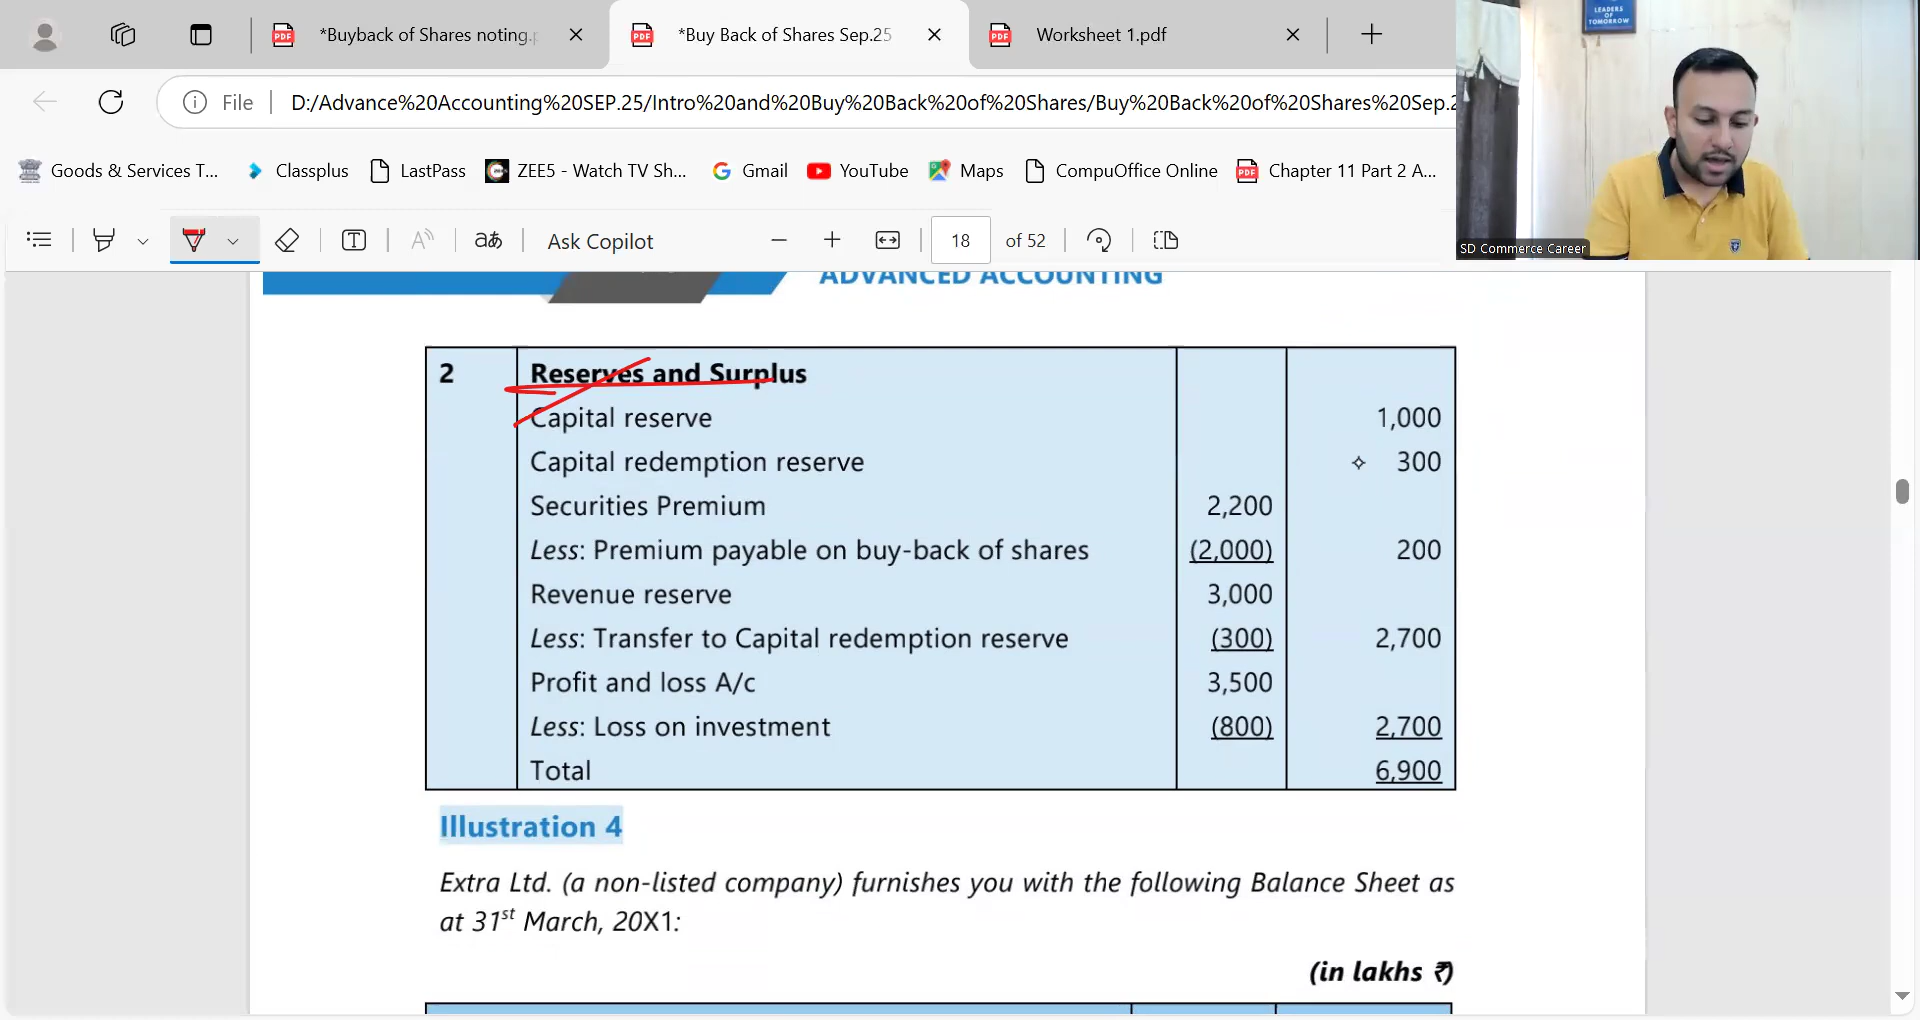 *Buyback of Shares noting.p
*Buy Back of Shares Sep.25
Worksheet 1.pdf
LEADERS
OF
TOMORROW
File
D:/Advance%20Accounting%20SEP.25/Intro%20and%20Buy%20Back%20of%20Shares/Buy%20Back%20of%20Shares%20Sep.2
Goods & Services T...
Classplus
LastPass
ZEE5 - Watch TV Sh...
Gmail
YouTube
Maps
CompuOffice Online
Chapter 11 Part 2 A...
Ask Copilot
18 of 52
SD Commerce Career
ADVANCED ACCOUNTING
2 Reserves and Surplus
Capital reserve 1,000
Capital redemption reserve 300
Securities Premium 2,200
Less: Premium payable on buy-back of shares (2,000) 200
Revenue reserve 3,000
Less: Transfer to Capital redemption reserve (300) 2,700
Profit and loss A/c 3,500
Less: Loss on investment (800) 2,700
Total 6,900
Illustration 4
Extra Ltd. (a non-listed company) furnishes you with the following Balance Sheet as
at 31st March, 20X1:
(in lakhs ₹)